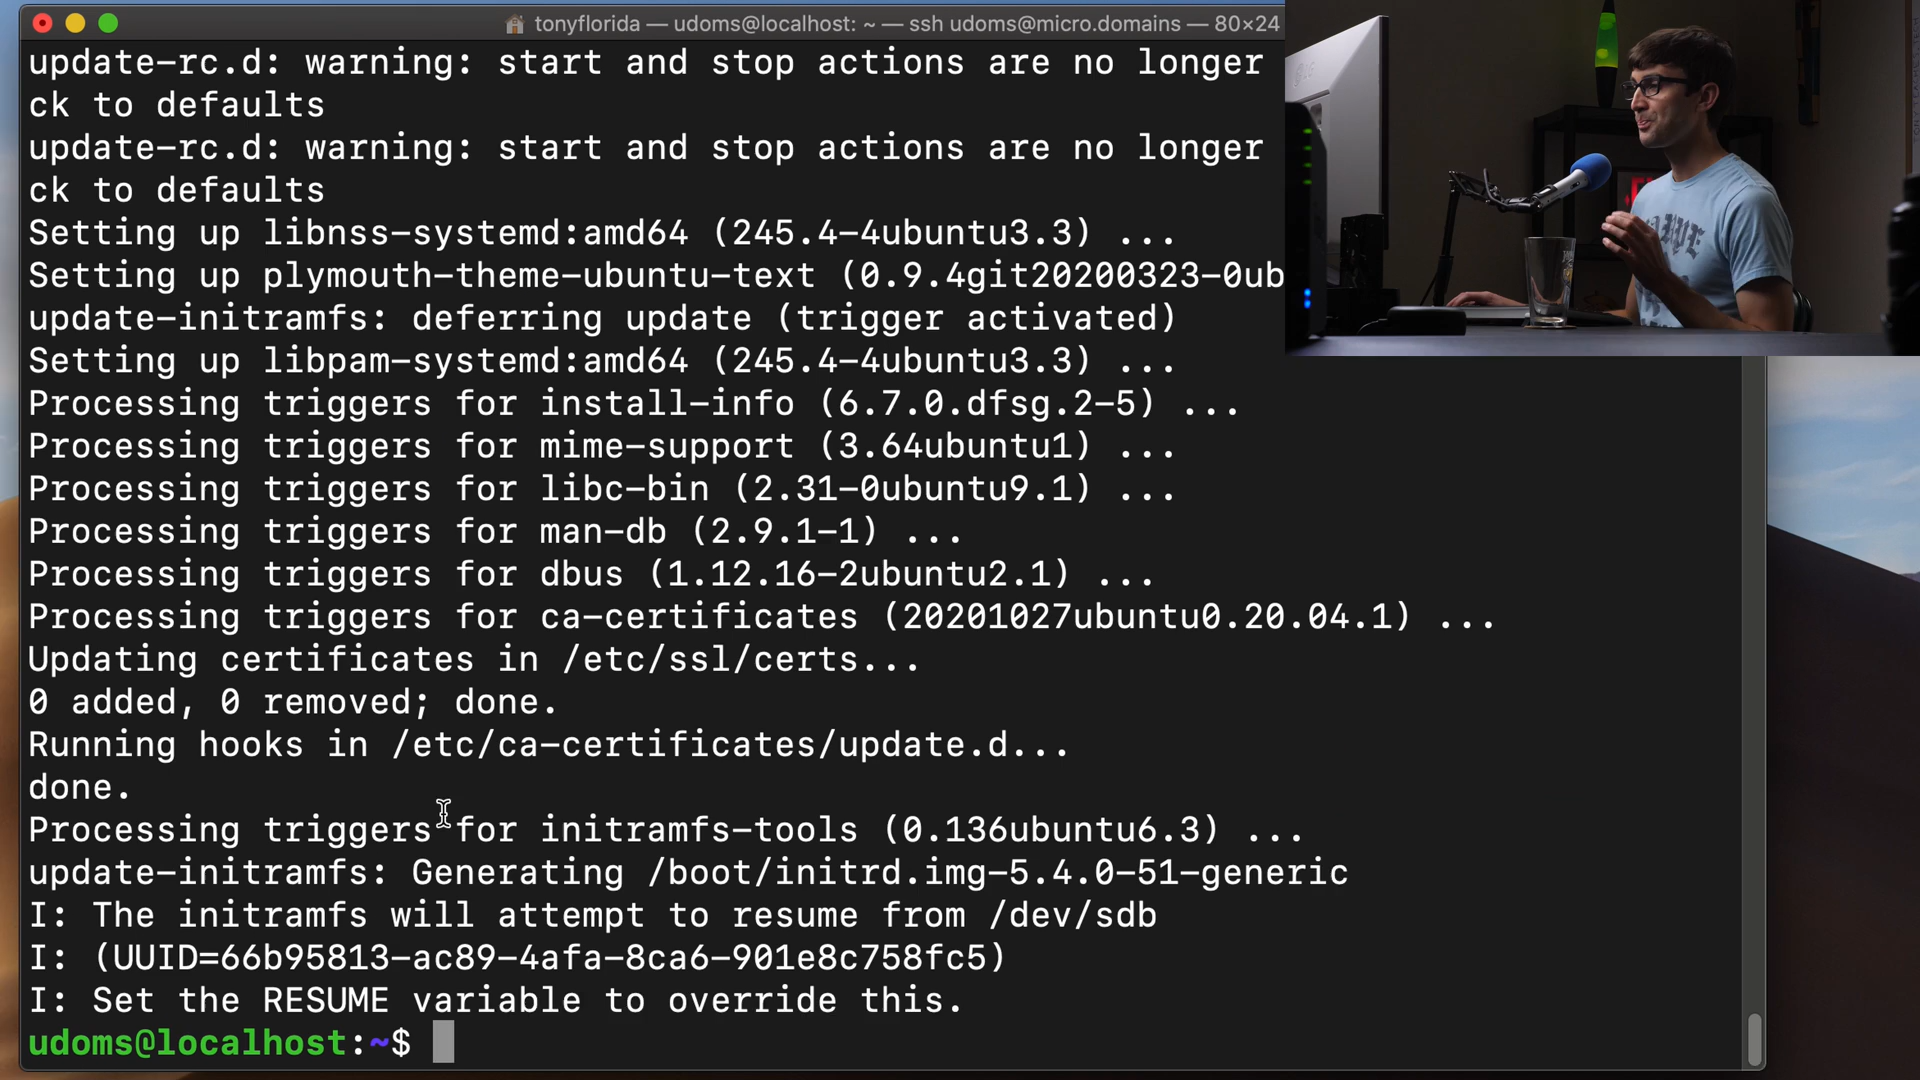 tonyflorida — udoms@localhost: ~ — ssh udoms@micro.domains — 80×24
update-rc.d: warning: start and stop actions are no longer
ck to defaults
update-rc.d: warning: start and stop actions are no longer
ck to defaults
Setting up libnss-systemd:amd64 (245.4-4ubuntu3.3) ...
Setting up plymouth-theme-ubuntu-text (0.9.4git20200323-0ub
update-initramfs: deferring update (trigger activated)
Setting up libpam-systemd:amd64 (245.4-4ubuntu3.3) ...
Processing triggers for install-info (6.7.0.dfsg.2-5) ...
Processing triggers for mime-support (3.64ubuntu1) ...
Processing triggers for libc-bin (2.31-0ubuntu9.1) ...
Processing triggers for man-db (2.9.1-1) ...
Processing triggers for dbus (1.12.16-2ubuntu2.1) ...
Processing triggers for ca-certificates (20201027ubuntu0.20.04.1) ...
Updating certificates in /etc/ssl/certs...
0 added, 0 removed; done.
Running hooks in /etc/ca-certificates/update.d...
done.
Processing triggers for initramfs-tools (0.136ubuntu6.3) ...
update-initramfs: Generating /boot/initrd.img-5.4.0-51-generic
I: The initramfs will attempt to resume from /dev/sdb
I: (UUID=66b95813-ac89-4afa-8ca6-901e8c758fc5)
I: Set the RESUME variable to override this.
udoms@localhost:~$